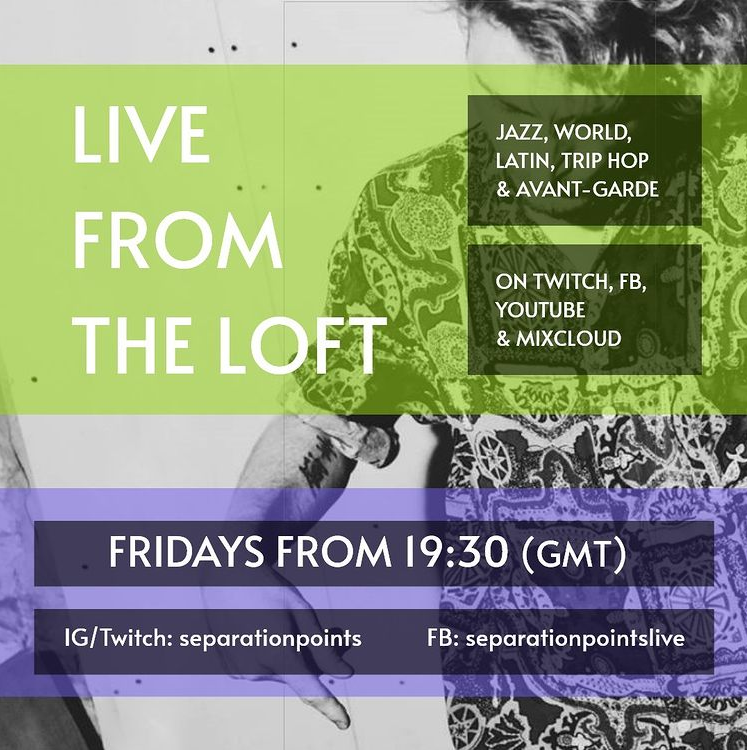 LIVE
FROM
THE LOFT
JAZZ, WORLD,
LATIN, TRIP HOP
& AVANT-GARDE
ON TWITCH, FB,
YOUTUBE
& MIXCLOUD
FRIDAYS FROM 19:30 (GMT)
IG/Twitch: separationpoints
FB: separationpointslive